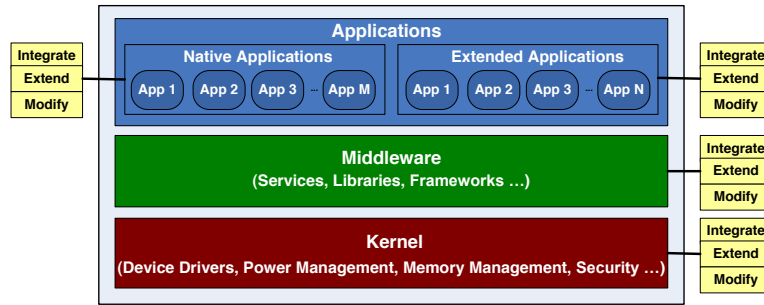 Applications
Integrate
Extend
Modify
Native Applications
App 1
App 2
App 3
...
App M
Extended Applications
App 1
App 2
App 3
...
App N
Integrate
Extend
Modify
Middleware
(Services, Libraries, Frameworks ...)
Integrate
Extend
Modify
Kernel
(Device Drivers, Power Management, Memory Management, Security ...)
Integrate
Extend
Modify